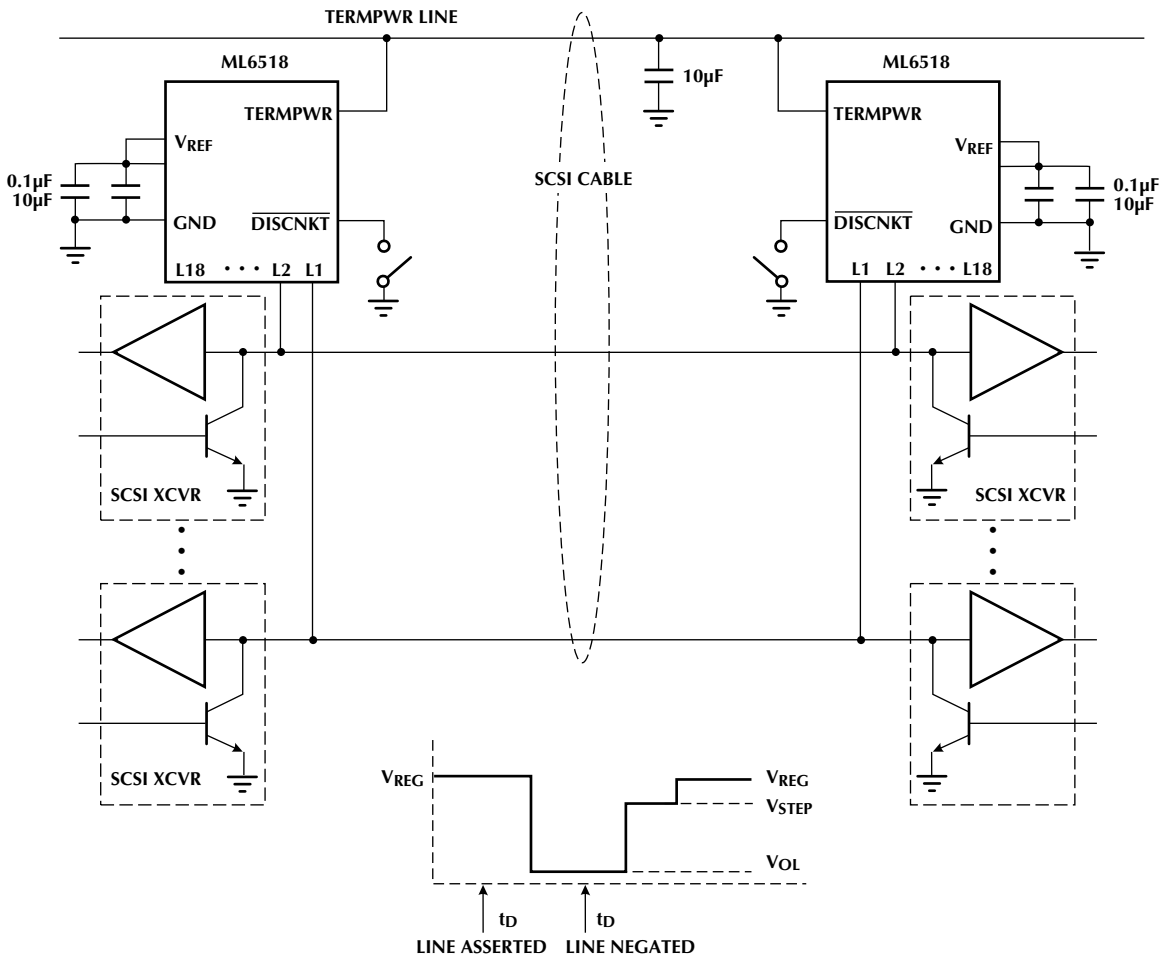 TERMPWR LINE
ML6518
10µF
ML6518
TERMPWR
TERMPWR
VREF
VREF
SCSI CABLE
0.1µF
10µF
0.1µF
10µF
GND
DISCNKT
DISCNKT
GND
L18 • • • L2 L1
L1 L2 • • • L18
SCSI XCVR
SCSI XCVR
SCSI XCVR
VREG
VREG
VSTEP
VOL
tD
tD
LINE ASSERTED
LINE NEGATED